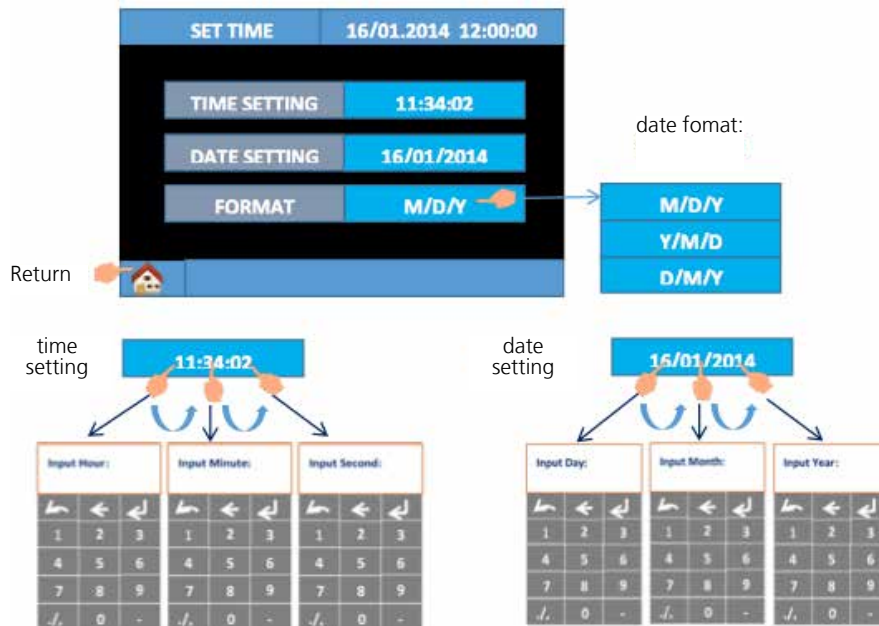 SET TIME 16/01.2014 12:00:00
TIME SETTING 11:34:02
DATE SETTING 16/01/2014
FORMAT M/D/Y
date fomat:
M/D/Y
Y/M/D
D/M/Y
Return
time
setting
11:34:02
date
setting
16/01/2014
Input Hour: Input Minute: Input Second:
1 2 3 1 2 3 1 2 3
4 5 6 4 5 6 4 5 6
7 8 9 7 8 9 7 8 9
./. 0 - ./. 0 - ./. 0 -
Input Day: Input Month: Input Year:
1 2 3 1 2 3 1 2 3
4 5 6 4 5 6 4 5 6
7 8 9 7 8 9 7 8 9
./. 0 - ./. 0 - ./. 0 -